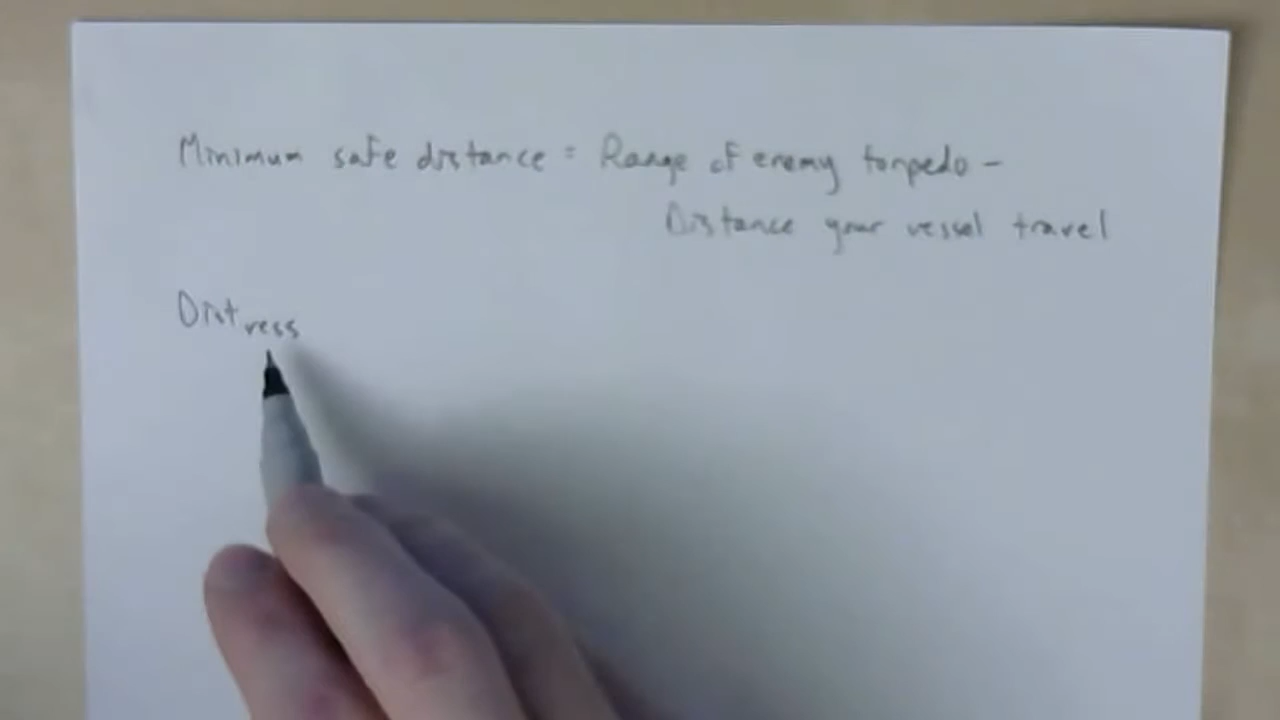 Minimum safe distance = Range of enemy torpedo -
Distance your vessel travel
Dist vess